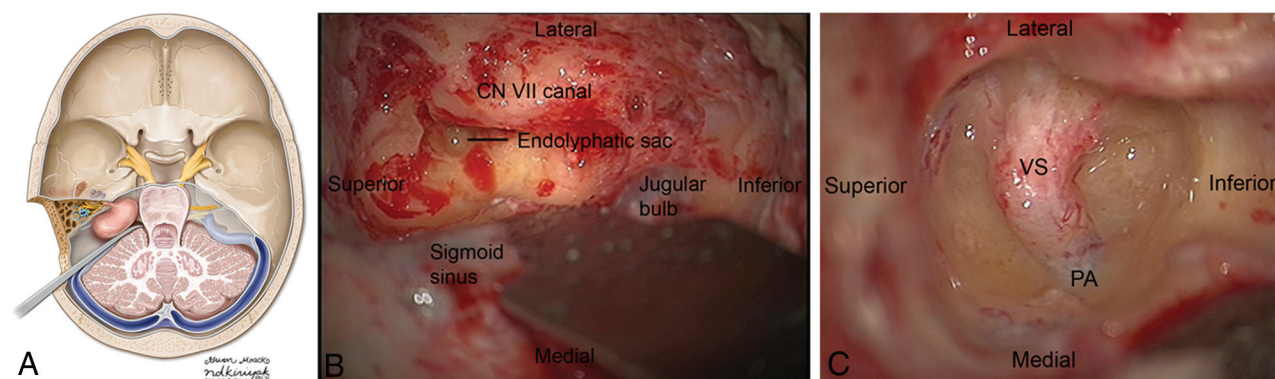 A
ndkiriyak
Lateral
CN VII canal
Endolyphatic sac
Superior
Jugular
bulb
Inferior
Sigmoid
sinus
Medial
B
Lateral
VS
Superior
Inferior
PA
Medial
C